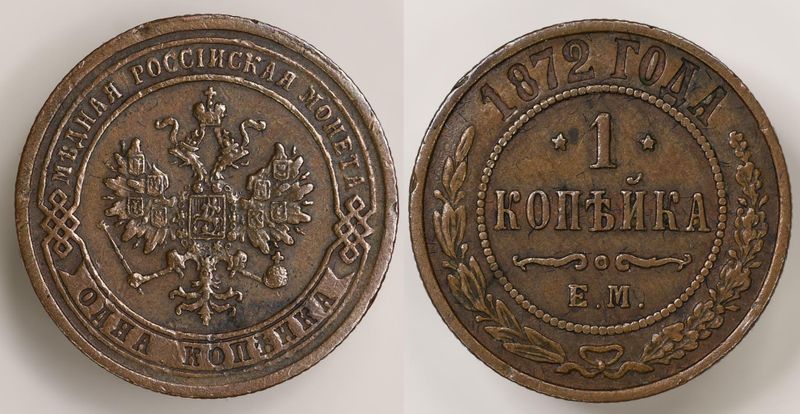 МѢДНАЯ РОССІЙСКАЯ МОНЕТА
ОДНА КОПѢЙКА
1872 ГОДА
1
КОПѢЙКА
Е.М.